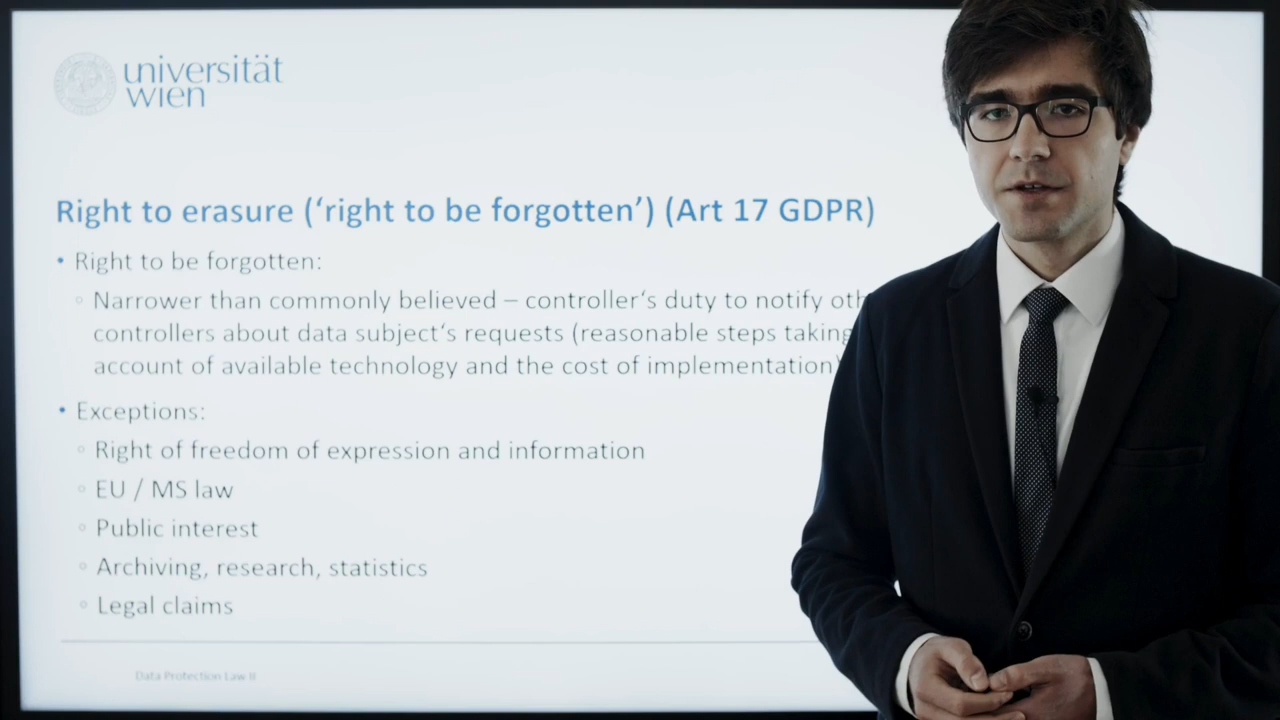 universität
wien
Right to erasure (‘right to be forgotten’) (Art 17 GDPR)
• Right to be forgotten:
◦ Narrower than commonly believed – controller‘s duty to notify
controllers about data subject‘s requests (reasonable steps taking
account of available technology and the cost of implementation)
• Exceptions:
◦ Right of freedom of expression and information
◦ EU / MS law
◦ Public interest
◦ Archiving, research, statistics
◦ Legal claims
Data Protection Law II